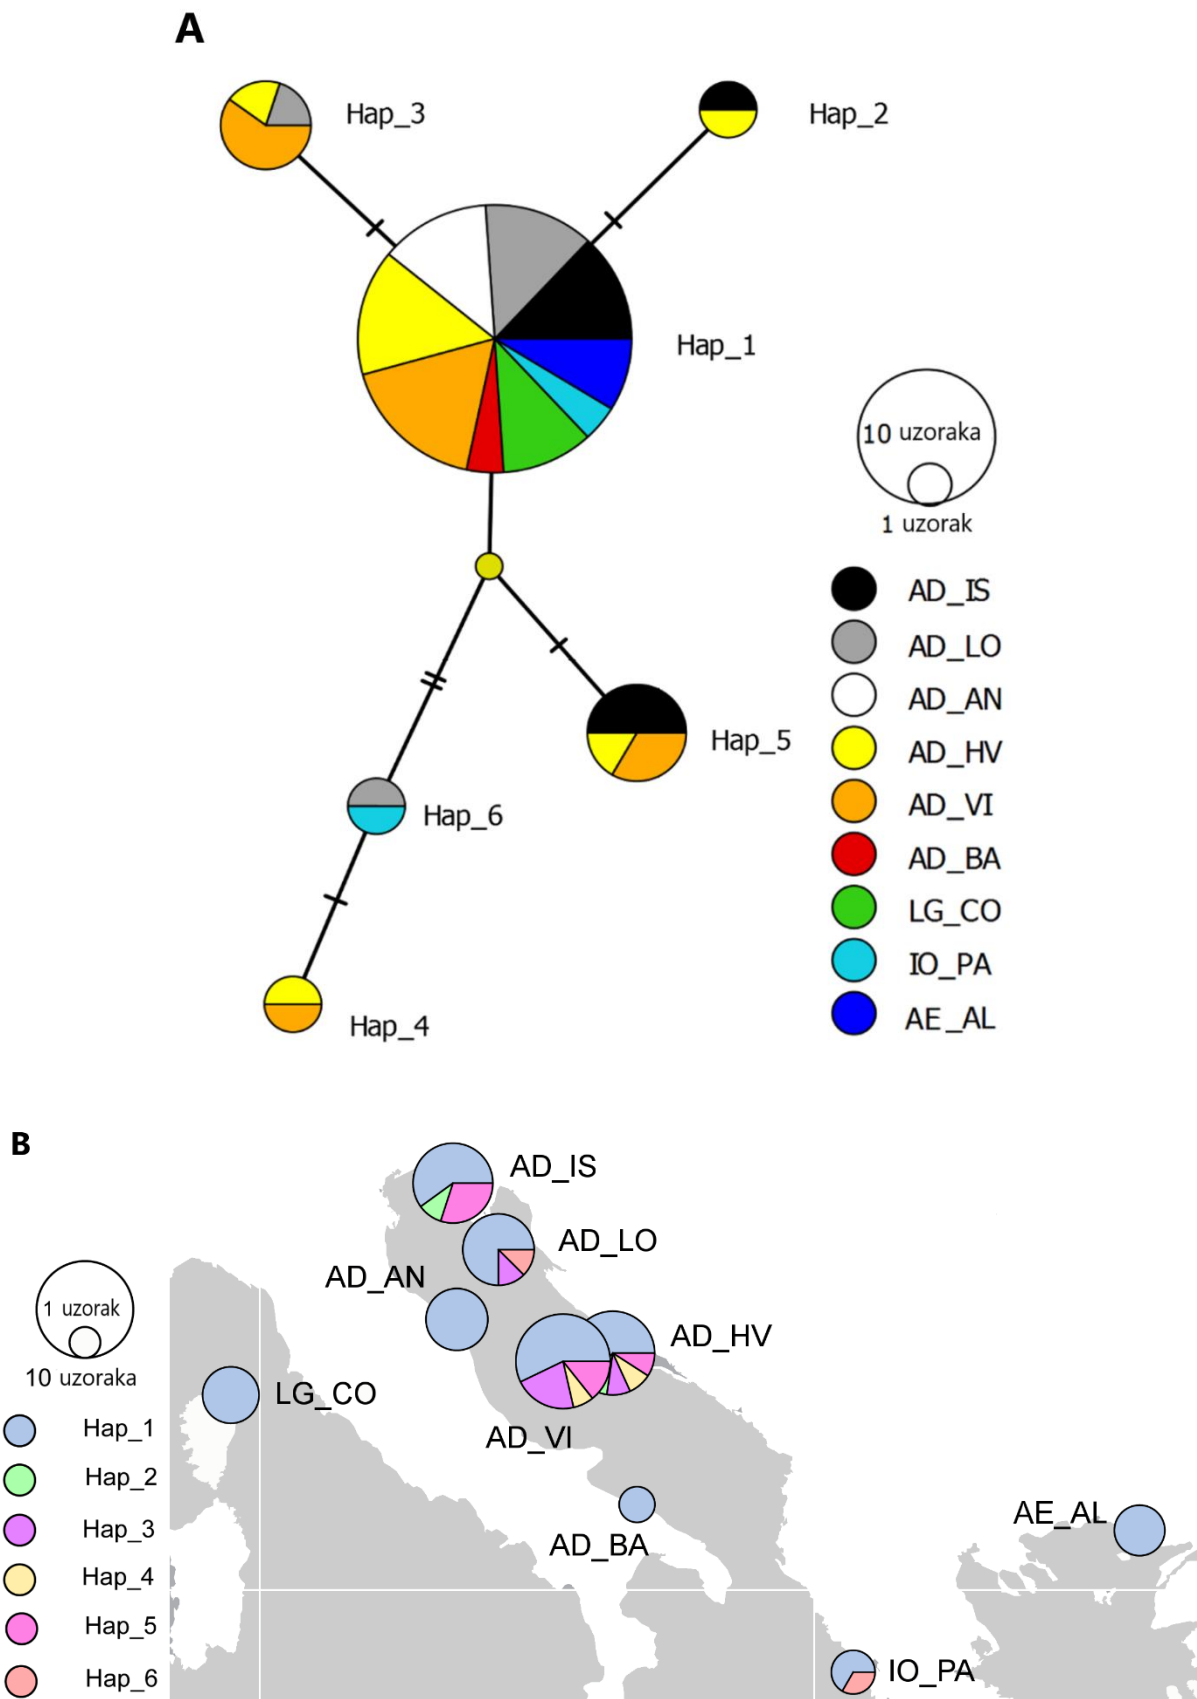 A
Hap_3
Hap_2
Hap_1
10 uzoraka
1 uzorak
AD_IS
AD_LO
AD_AN
AD_HV
AD_VI
AD_BA
LG_CO
IO_PA
AE_AL
Hap_5
Hap_6
Hap_4
B
AD_IS
AD_LO
AD_AN
AD_HV
AD_VI
LG_CO
AD_BA
AE_AL
IO_PA
1 uzorak
10 uzoraka
Hap_1
Hap_2
Hap_3
Hap_4
Hap_5
Hap_6